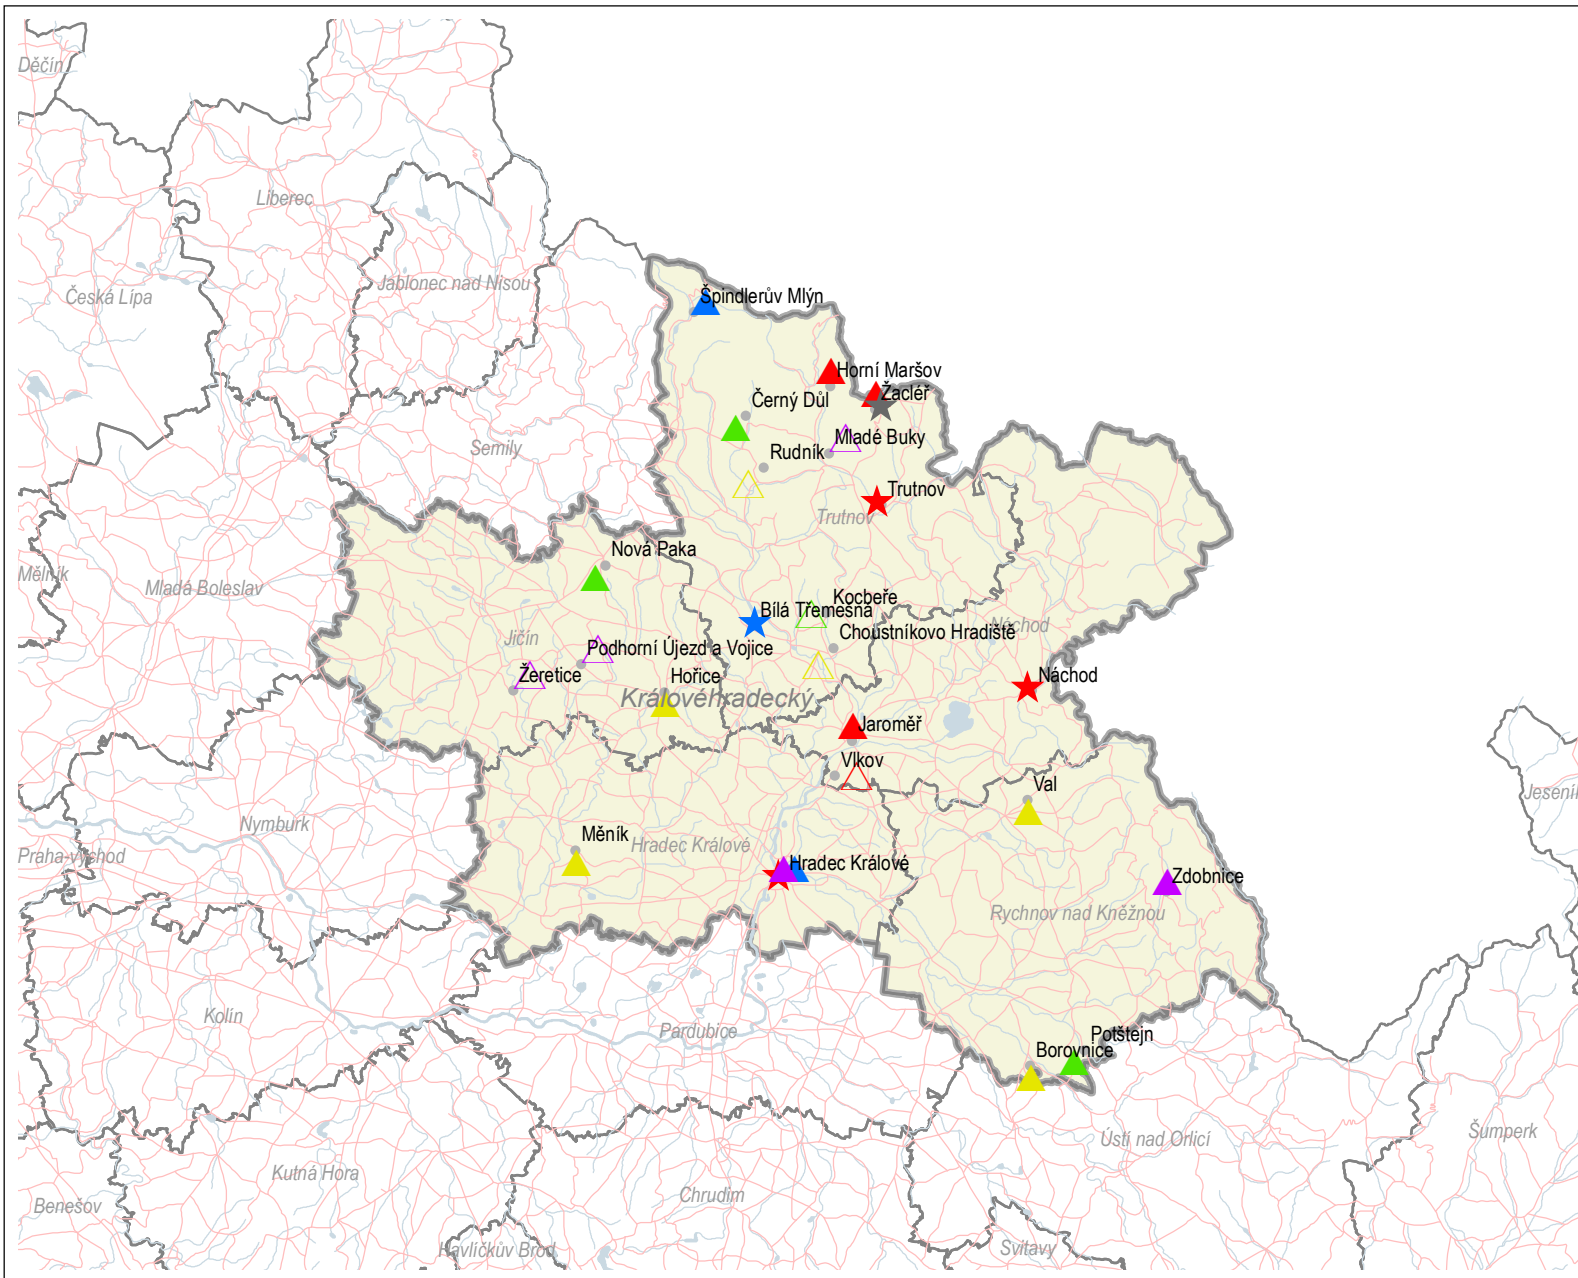 Děčín
Liberec
Česká Lípa
Jablonec nad Nisou
Špindlerův Mlýn
Horní Maršov
Žacléř
Černý Důl
Mladé Buky
Semily
Rudník
Trutnov
Trutnov
Nová Paka
Mělník
Mladá Boleslav
Kocbeře
Bílá Třemešná
Náchod
Choustníkovo Hradiště
Jičín
Podhorní Újezd a Vojice
Žeretice
Hořice
Náchod
Královéhradecký
Jaroměř
Vlkov
Val
Jeseník
Nymburk
Měník
Hradec Králové
Praha-východ
Hradec Králové
Zdobnice
Rychnov nad Kněžnou
Kolín
Pardubice
Potštejn
Borovnice
Ústí nad Orlicí
Šumperk
Kutná Hora
Chrudim
Benešov
Havlíčkův Brod
Svitavy